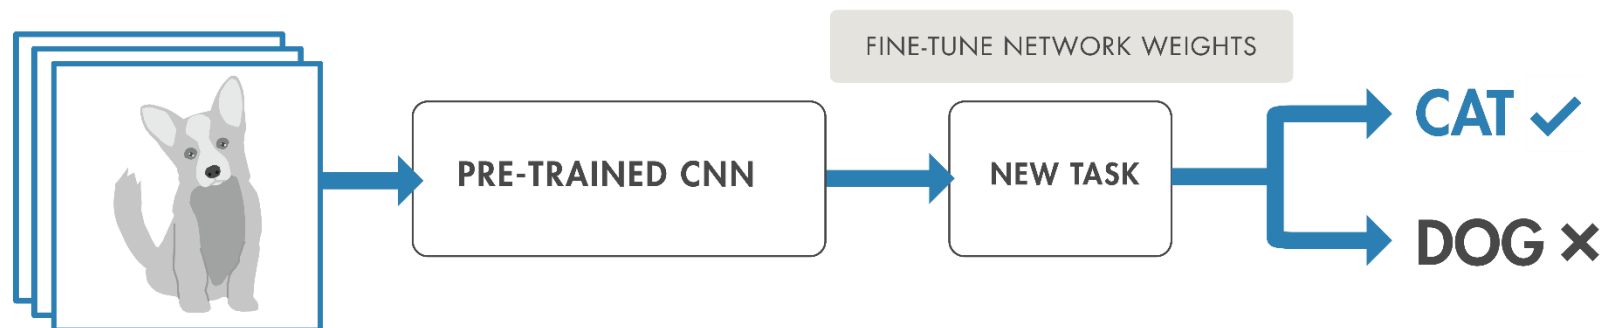 FINE-TUNE NETWORK WEIGHTS
PRE-TRAINED CNN
NEW TASK
CAT ✓
DOG ✕